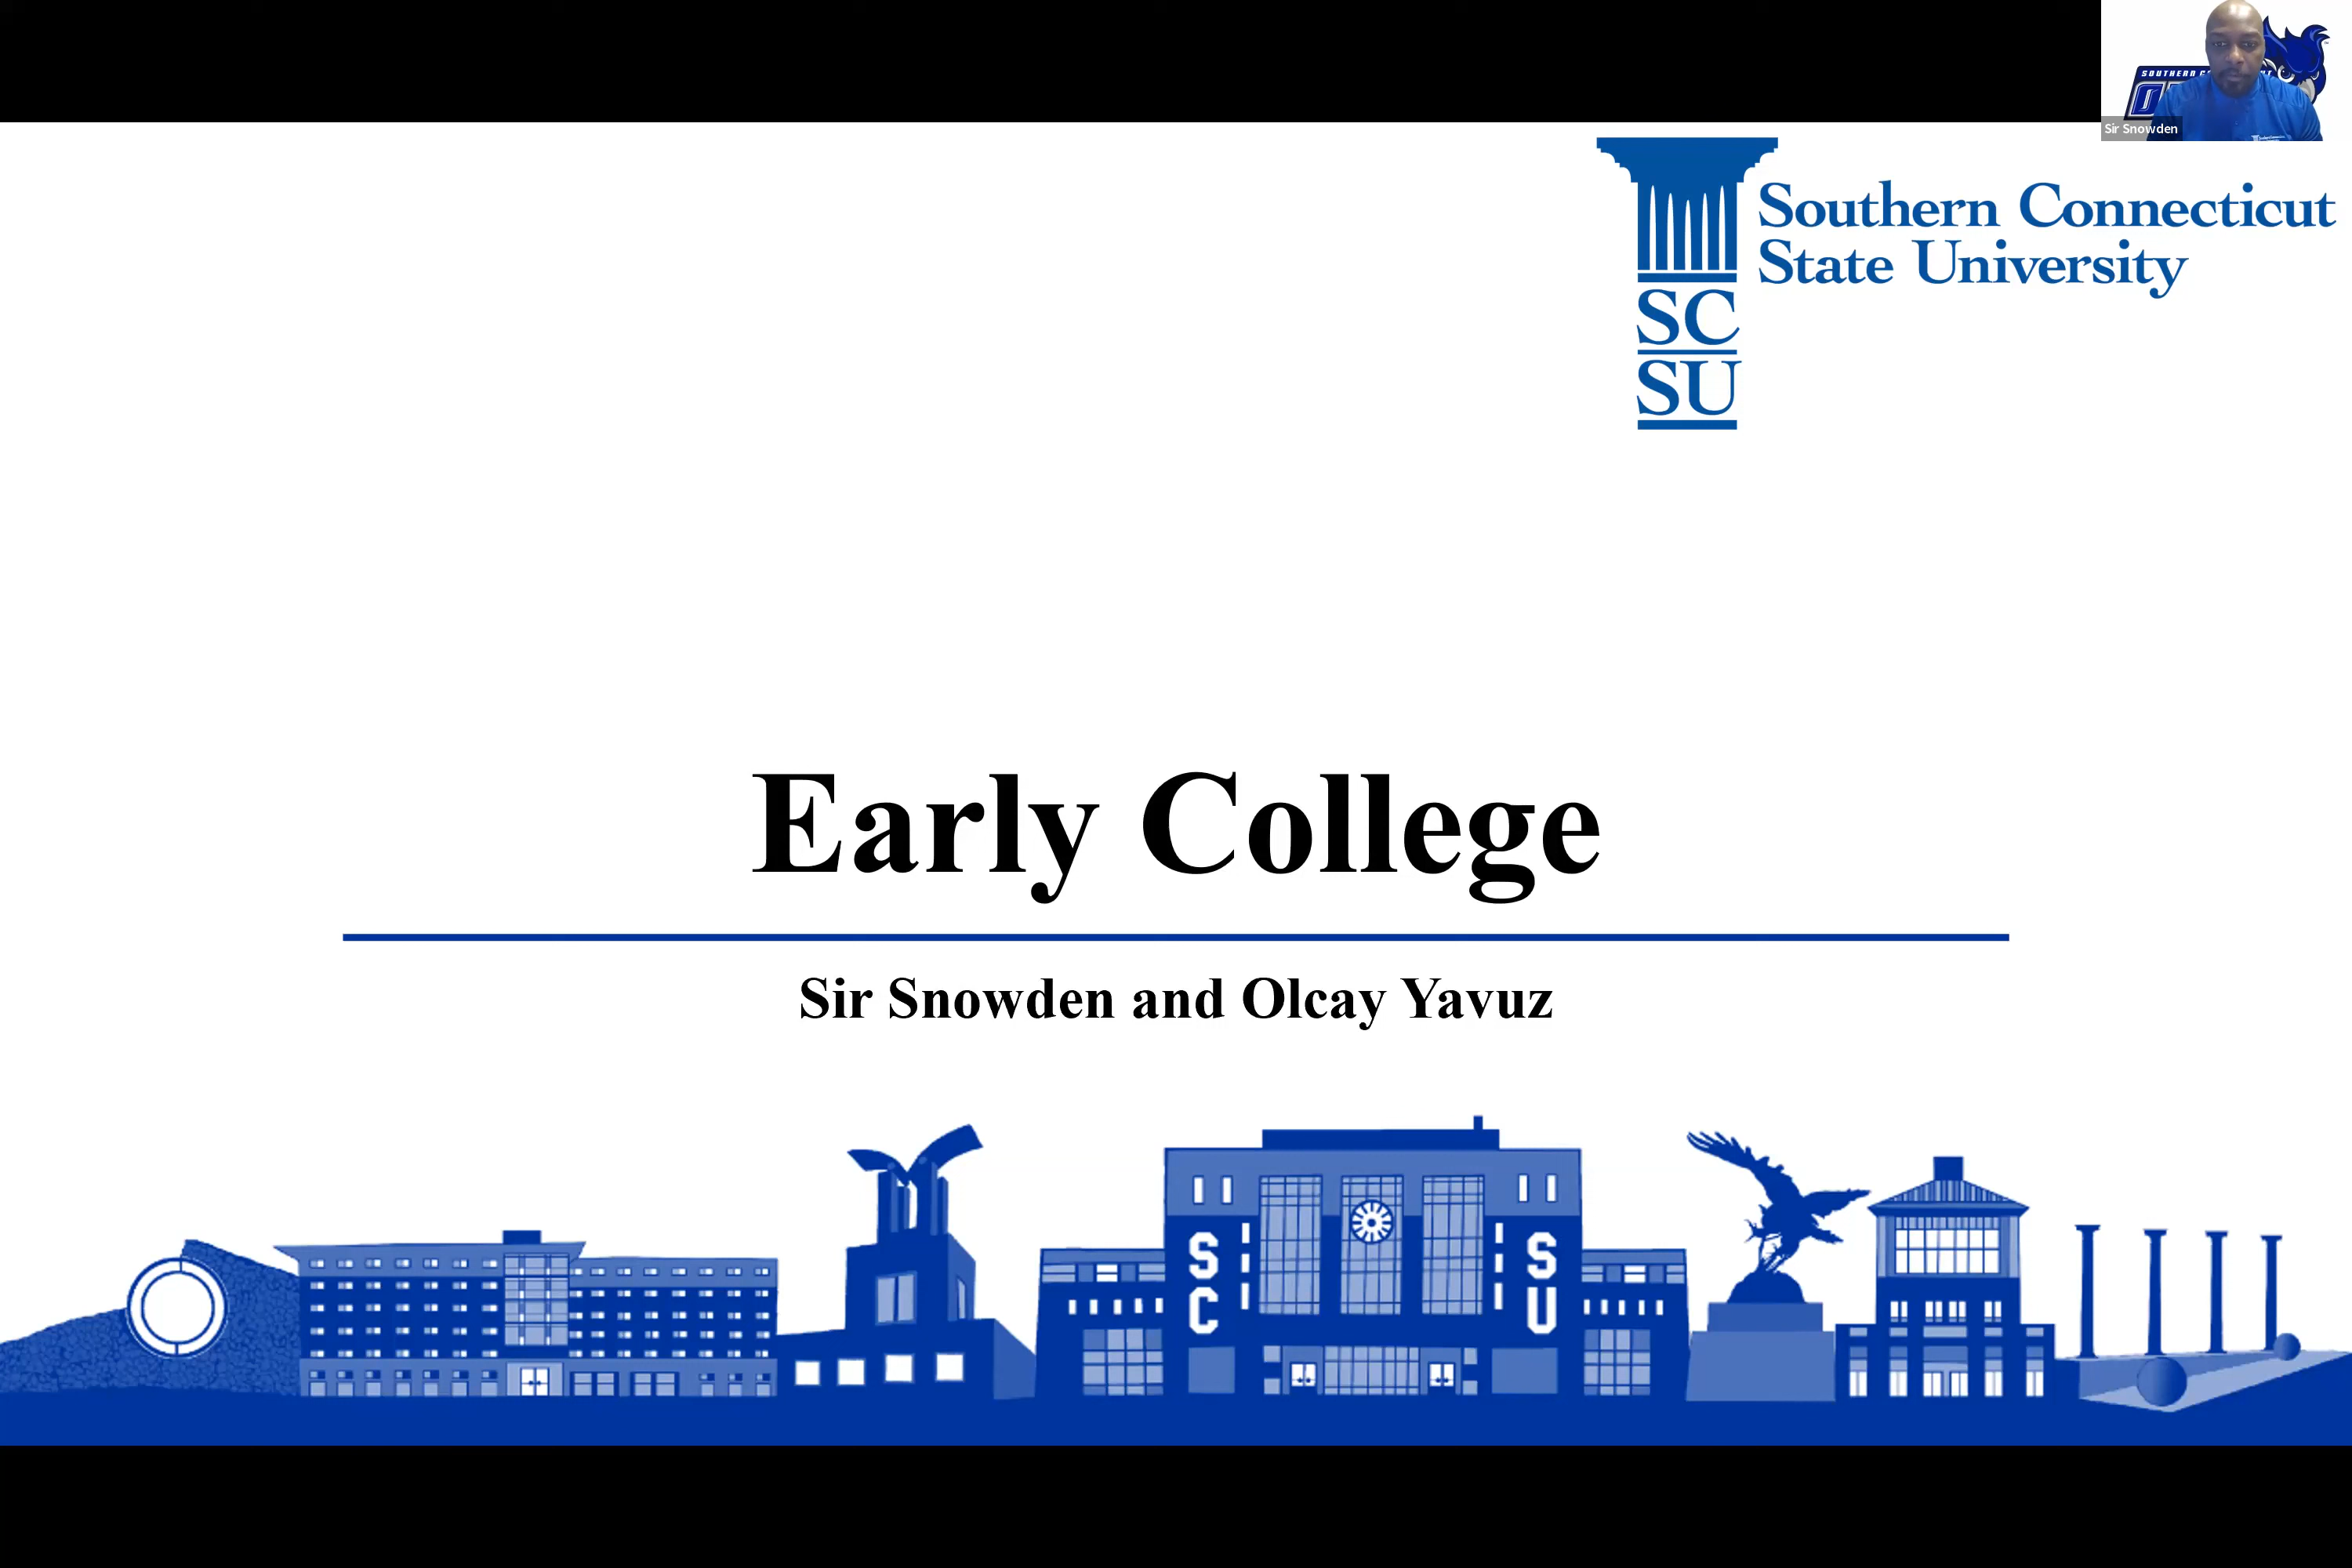 Sir Snowden
Southern Connecticut
State University
SC
SU
Early College
Sir Snowden and Olcay Yavuz
S
C
S
U